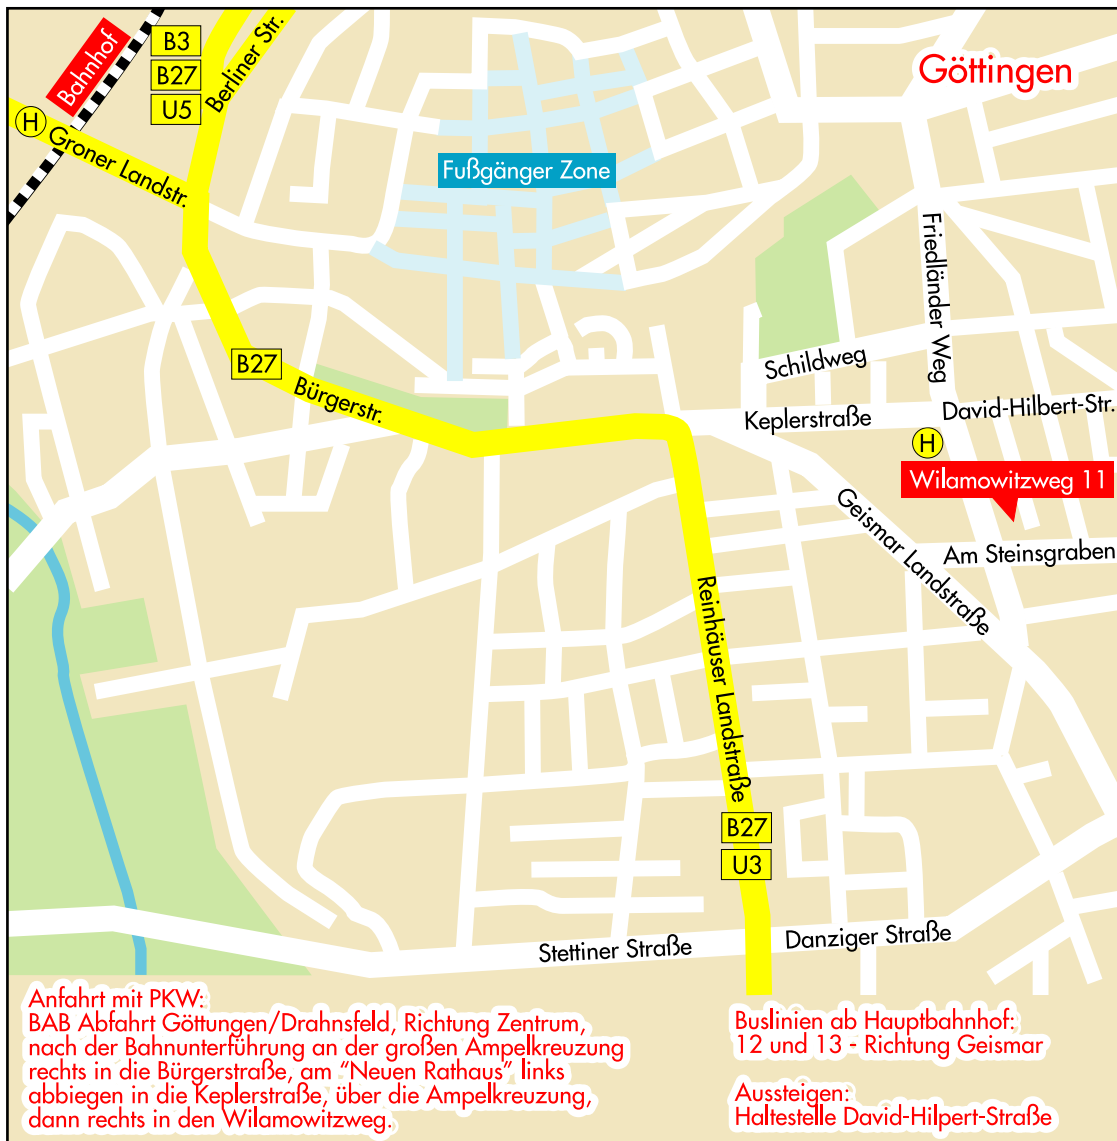 Bahnhof
B3
B27
U5
Berliner Str.
Göttingen
H
Groner Landstr.
Fußgänger Zone
Friedländer Weg
B27
Bürgerstr.
Schildweg
Keplerstraße
David-Hilbert-Str.
H
Wilamowitzweg 11
Geismar Landstraße
Am Steinsgraben
Reinhäuser Landstraße
B27
U3
Stettiner Straße
Danziger Straße
Anfahrt mit PKW:
BAB Abfahrt Göttungen/Drahnsfeld, Richtung Zentrum,
nach der Bahnunterführung an der großen Ampelkreuzung
rechts in die Bürgerstraße, am “Neuen Rathaus” links
abbiegen in die Keplerstraße, über die Ampelkreuzung,
dann rechts in den Wilamowitzweg.
Buslinien ab Hauptbahnhof:
12 und 13 - Richtung Geismar
Aussteigen:
Haltestelle David-Hilpert-Straße